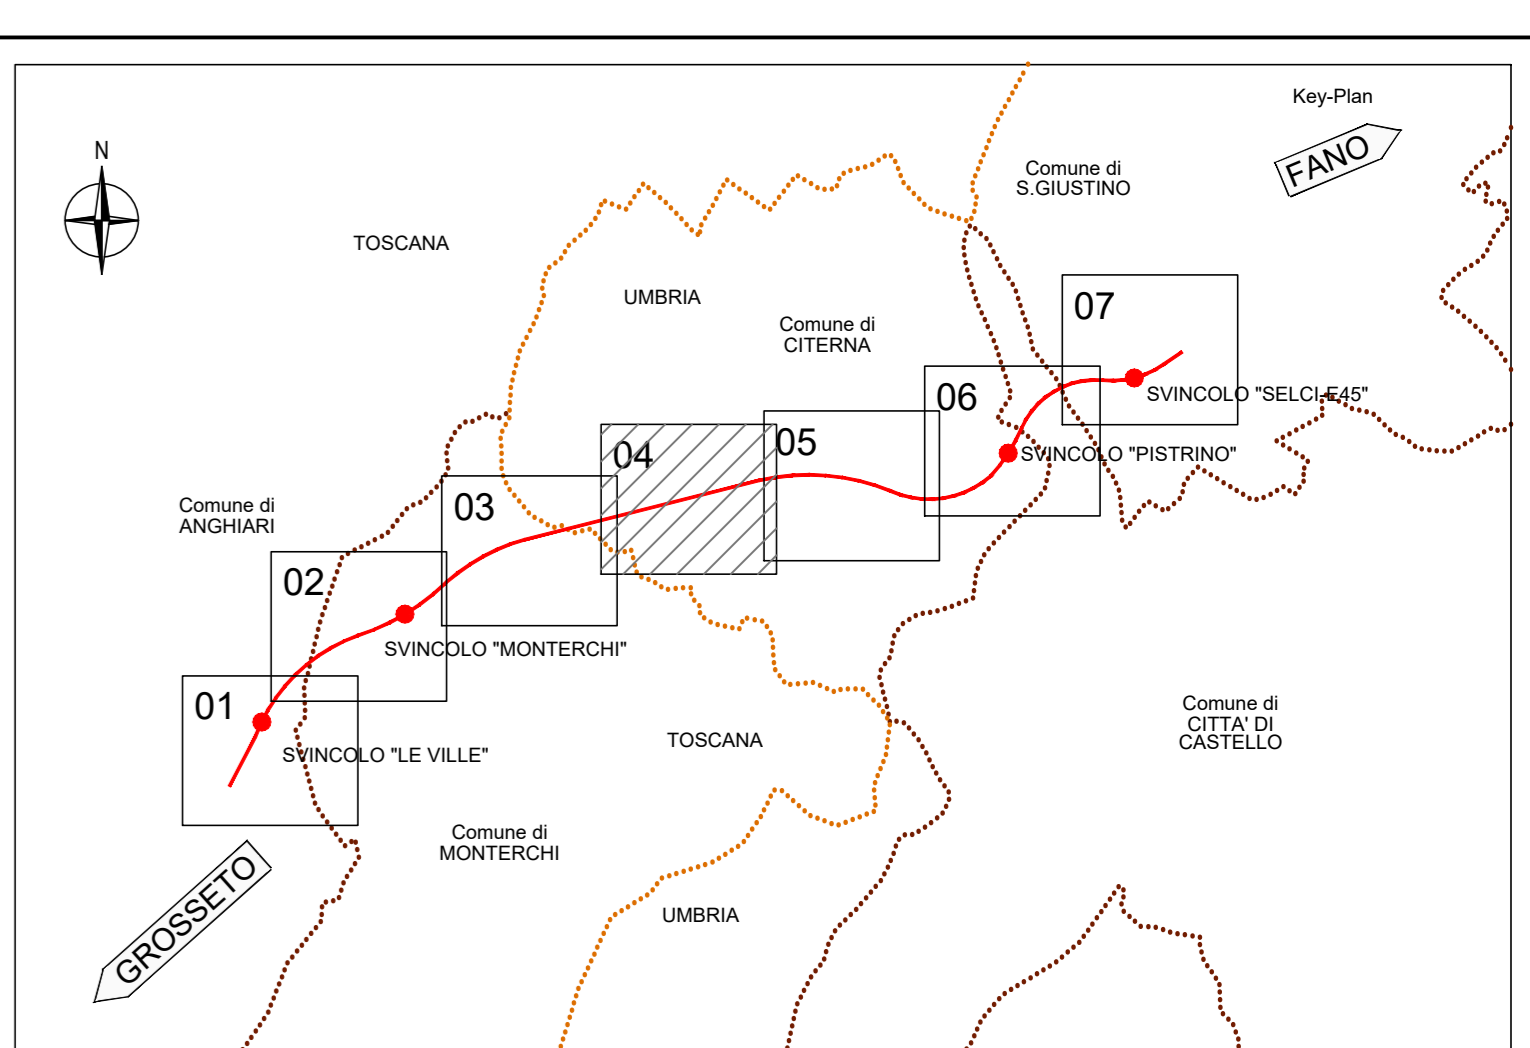 Key-Plan
FANO
N
Comune di
S.GIUSTINO
TOSCANA
UMBRIA
07
Comune di
CITERNA
SVINCOLO "SELCI-E45"
06
05
04
SVINCOLO "PISTRINO"
03
Comune di
ANGHIARI
02
SVINCOLO "MONTERCHI"
01
SVINCOLO "LE VILLE"
TOSCANA
Comune di
CITTA' DI
CASTELLO
Comune di
MONTERCHI
GROSSETO
UMBRIA